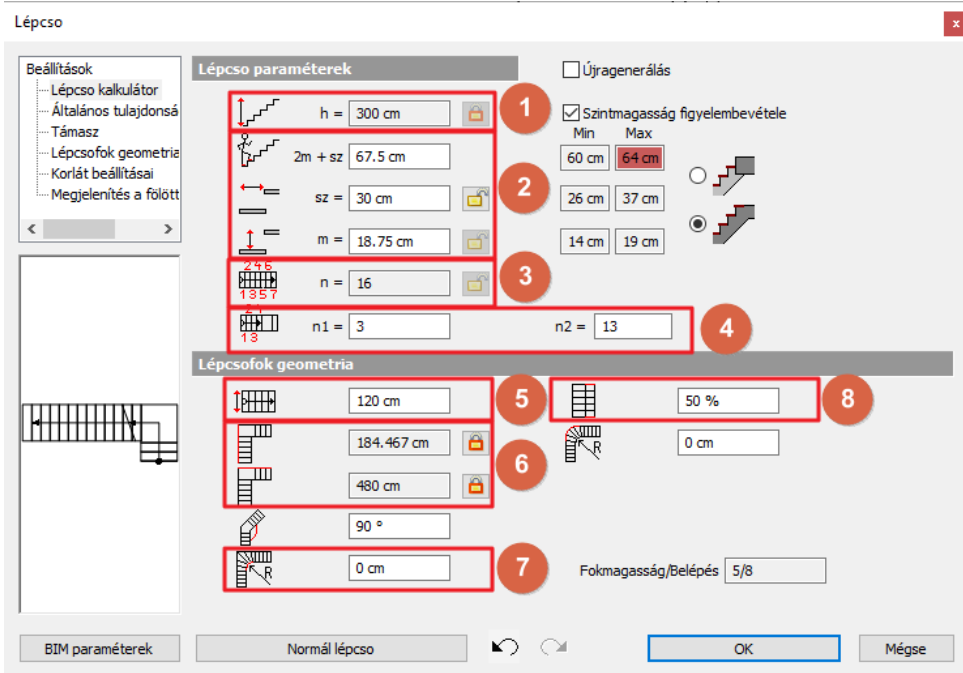 Lépcso
x
Beállítások
Lépcso kalkulátor
Általános tulajdonsá
Támasz
Lépcsofok geometria
Korlát beállításai
Megjelenítés a fölött
Lépcso paraméterek
Újragenerálás
h = 300 cm
1
Szintmagasság figyelembevétele
Min Max
2m + sz 67.5 cm
60 cm 64 cm
sz = 30 cm
2
26 cm 37 cm
m = 18.75 cm
14 cm 19 cm
2 4 6
1 3 5 7
n = 16
3
1 3
n1 = 3
n2 = 13
4
Lépcsofok geometria
120 cm
5
50 %
8
184.467 cm
6
R
0 cm
480 cm
90 °
R
0 cm
7
Fokmagasság/Belépés 5/8
BIM paraméterek
Normál lépcso
OK
Mégse